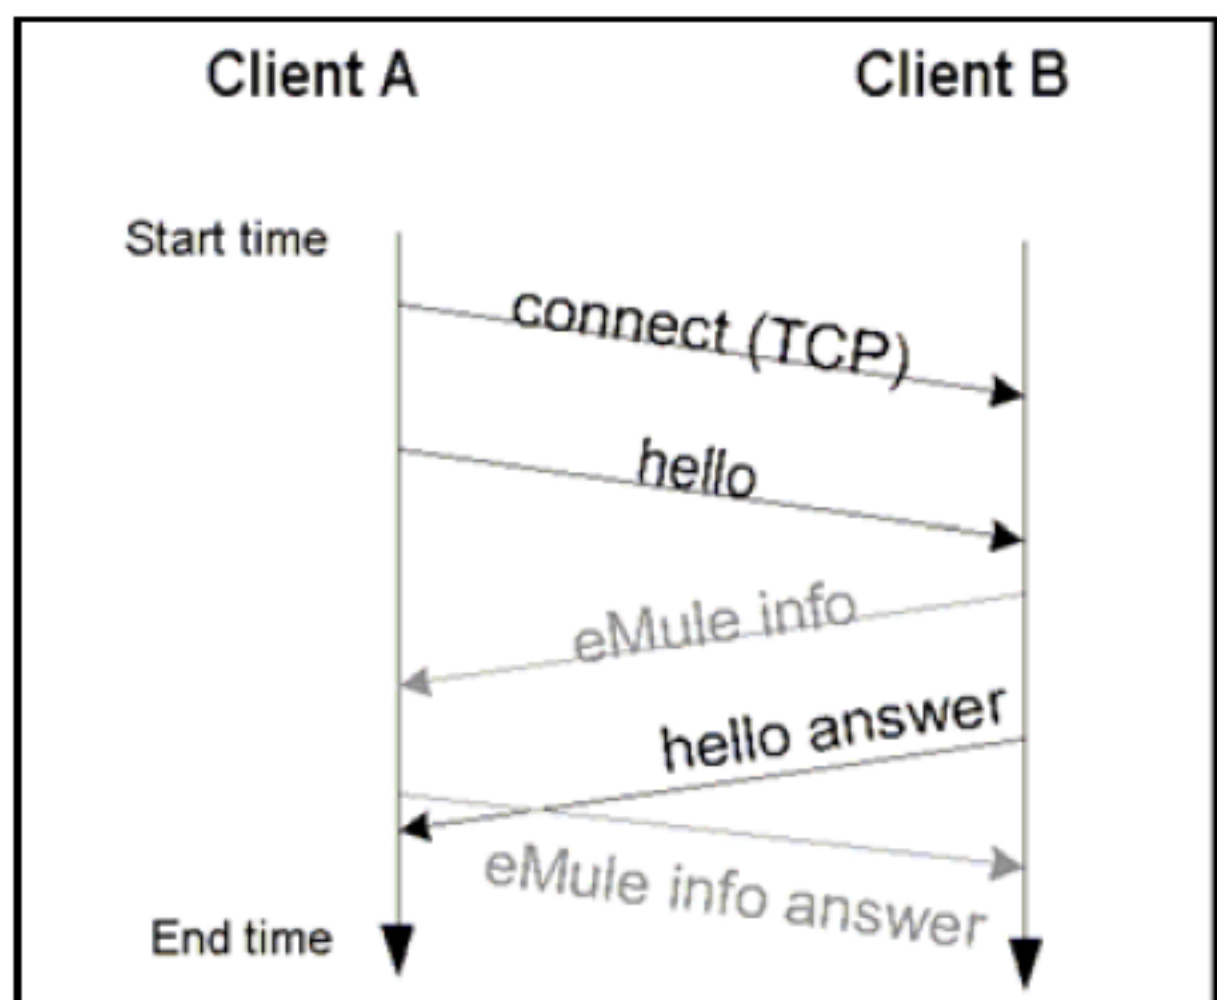 Client A
Client B
Start time
connect (TCP)
hello
eMule info
hello answer
eMule info answer
End time